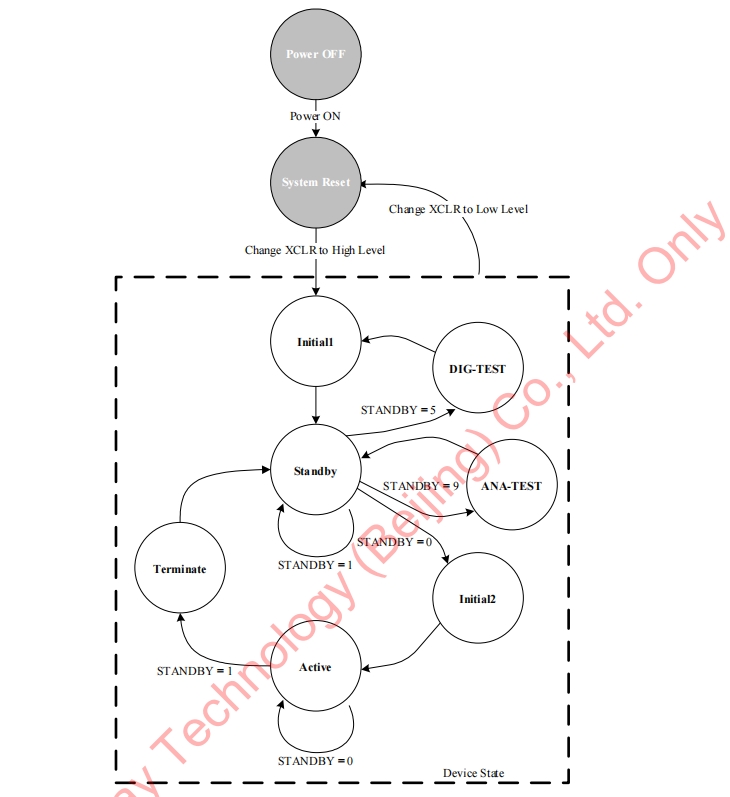 Power OFF
Power ON
System Reset
Change XCLR to Low Level
Change XCLR to High Level
Initial1
DIG-TEST
STANDBY = 5
Standby
STANDBY = 9
ANA-TEST
STANDBY = 0
STANDBY = 1
Terminate
Initial2
Active
STANDBY = 1
STANDBY = 0
Device State
Technology (Beijing) Co., Ltd. Only